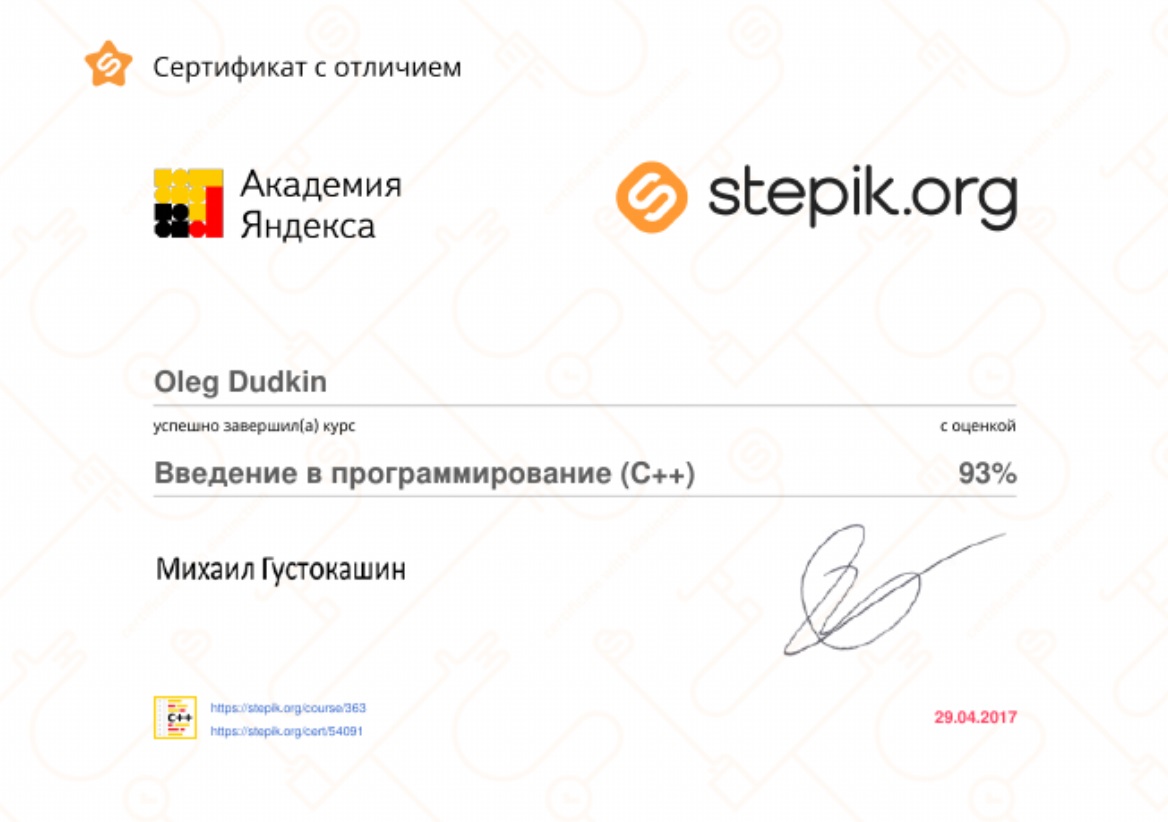 Сертификат с отличием
Академия
Яндекса
stepik.org
Oleg Dudkin
успешно завершил(а) курс
с оценкой
Введение в программирование (C++)
93%
Михаил Густокашин
C++
https://stepik.org/course/363
https://stepik.org/cert/54091
29.04.2017